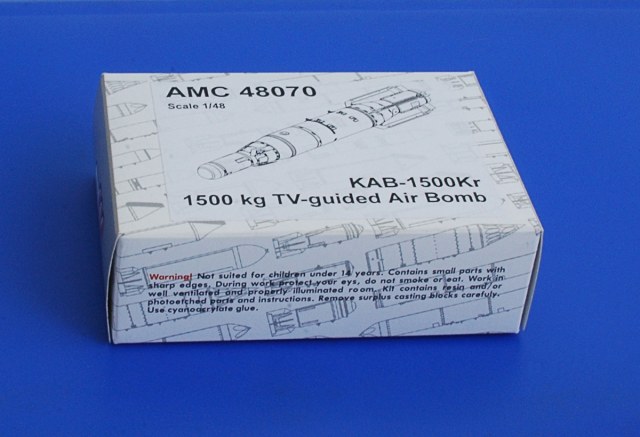 AMC 48070
Scale 1/48
KAB-1500Kr
1500 kg TV-guided Air Bomb
Warning! Not suited for children under 14 years. Contains small parts with
sharp edges. During work protect your eyes, do not smoke or eat. Work in
well ventilated and properly illuminated room. Kit contains resin and/or
photoetched parts and instructions. Remove surplus casting blocks carefuly.
Use cyanoacrylate glue.